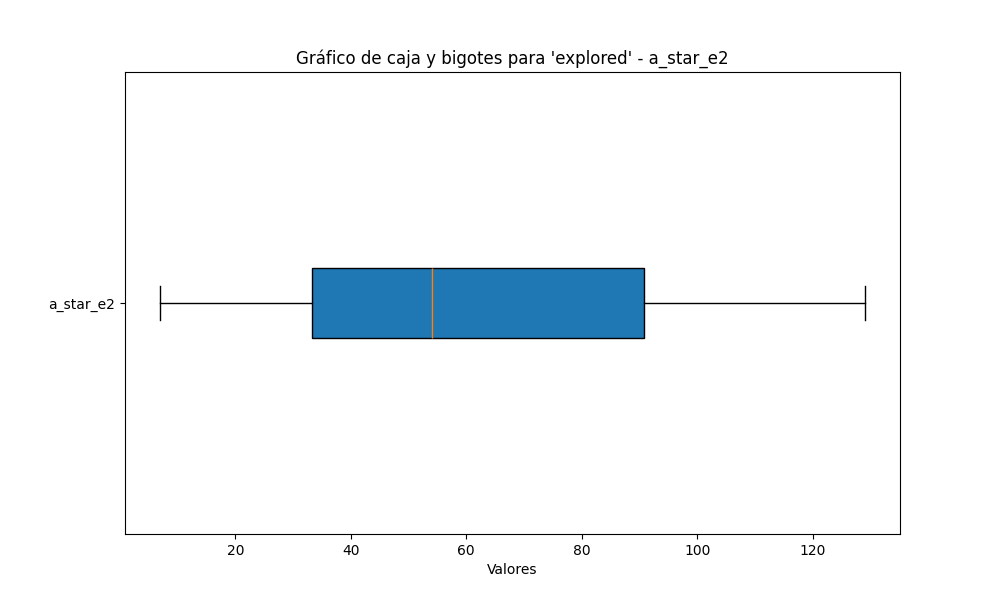 Gráfico de caja y bigotes para 'explored' - a_star_e2
a_star_e2
20 40 60 80 100 120
Valores